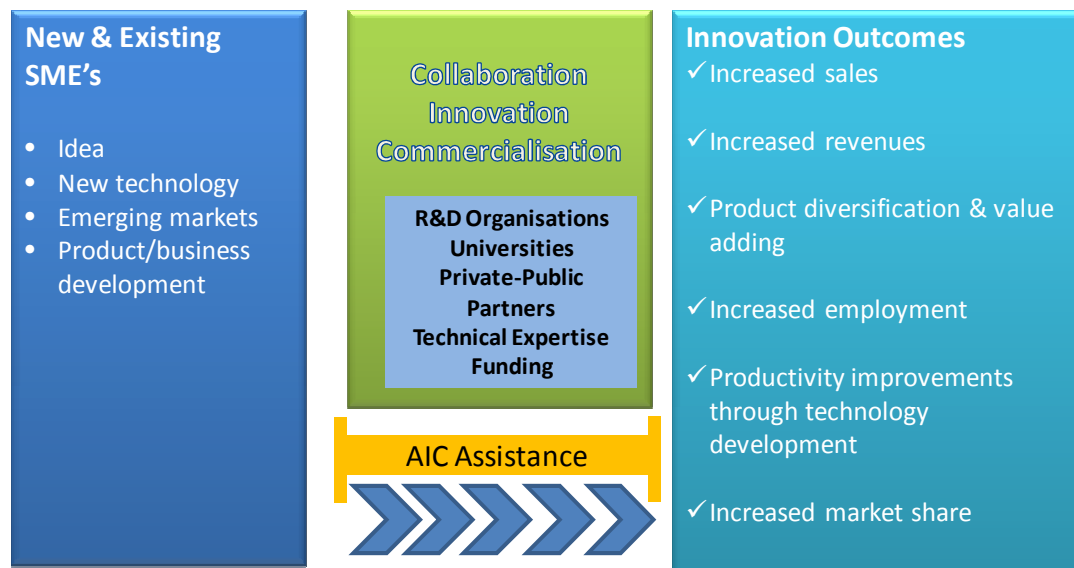 New & Existing
SME's
• Idea
• New technology
• Emerging markets
• Product/business
development
Collaboration
Innovation
Commercialisation
R&D Organisations
Universities
Private-Public
Partners
Technical Expertise
Funding
AIC Assistance
Innovation Outcomes
✓Increased sales
✓Increased revenues
✓Product diversification & value
adding
✓Increased employment
✓Productivity improvements
through technology
development
✓Increased market share